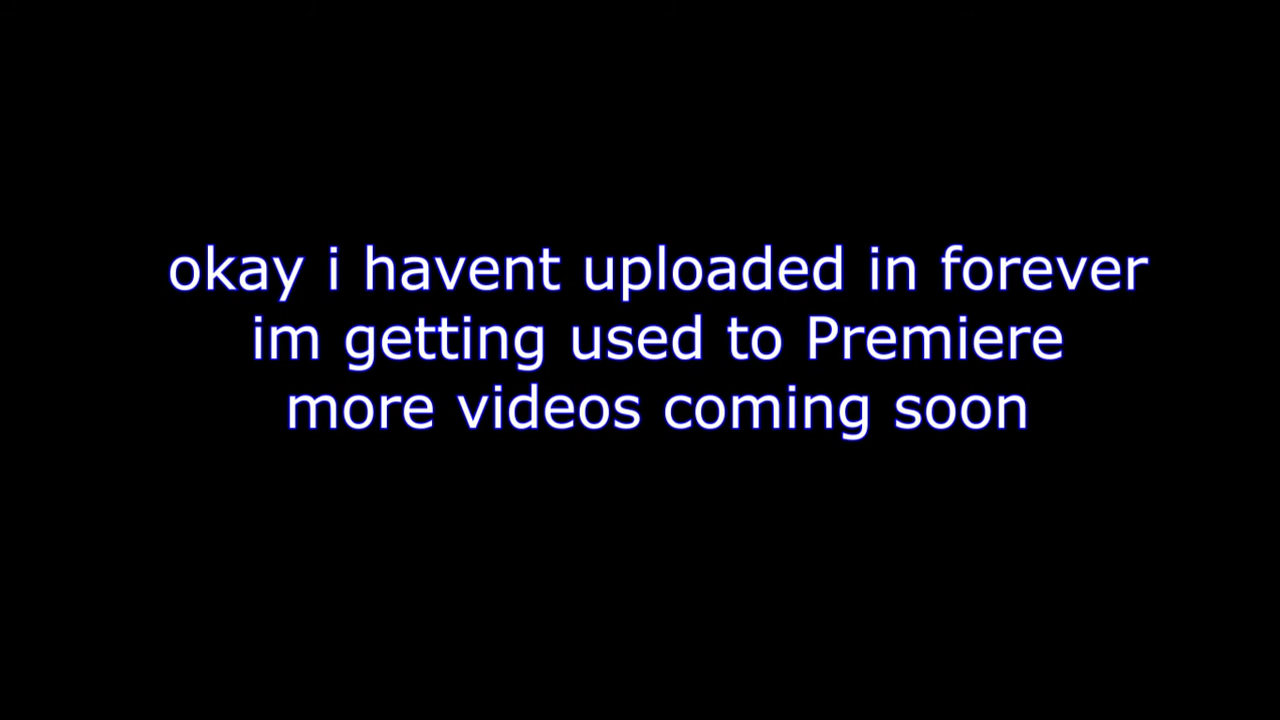 okay i havent uploaded in forever
im getting used to Premiere
more videos coming soon